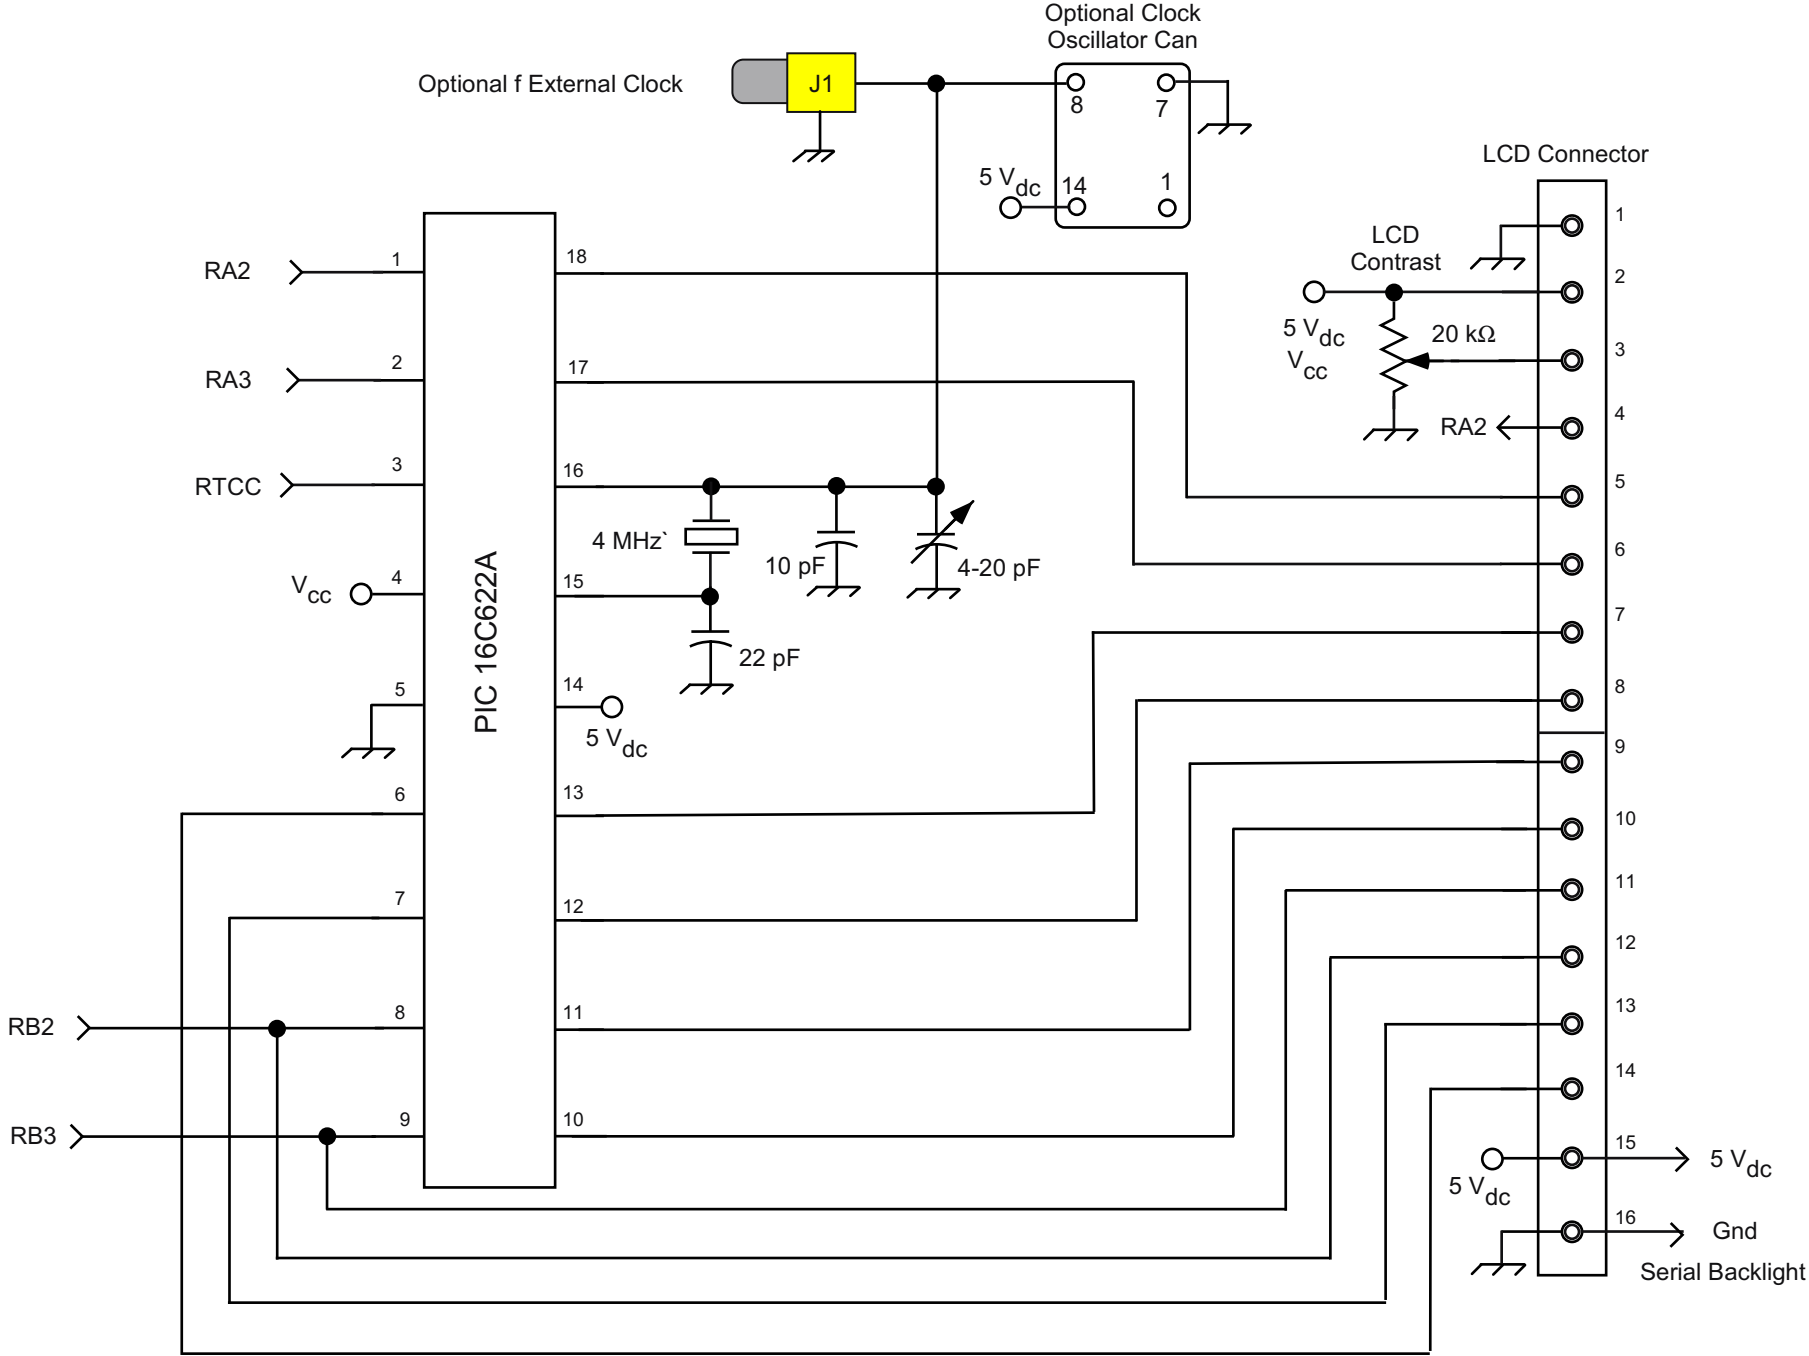 Optional Clock
Oscillator Can
Optional f External Clock
J1
8
7
5 Vdc
14
1
LCD Connector
1
LCD
Contrast
2
5 Vdc
Vcc
20 kΩ
3
RA2
4
5
6
7
8
9
10
11
12
13
14
15
5 Vdc
5 Vdc
16
Gnd
Serial Backlight
RA2
1
18
RA3
2
17
RTCC
3
16
4 MHz`
10 pF
4-20 pF
Vcc
4
15
22 pF
PIC 16C622A
5
14
5 Vdc
6
13
7
12
RB2
8
11
RB3
9
10